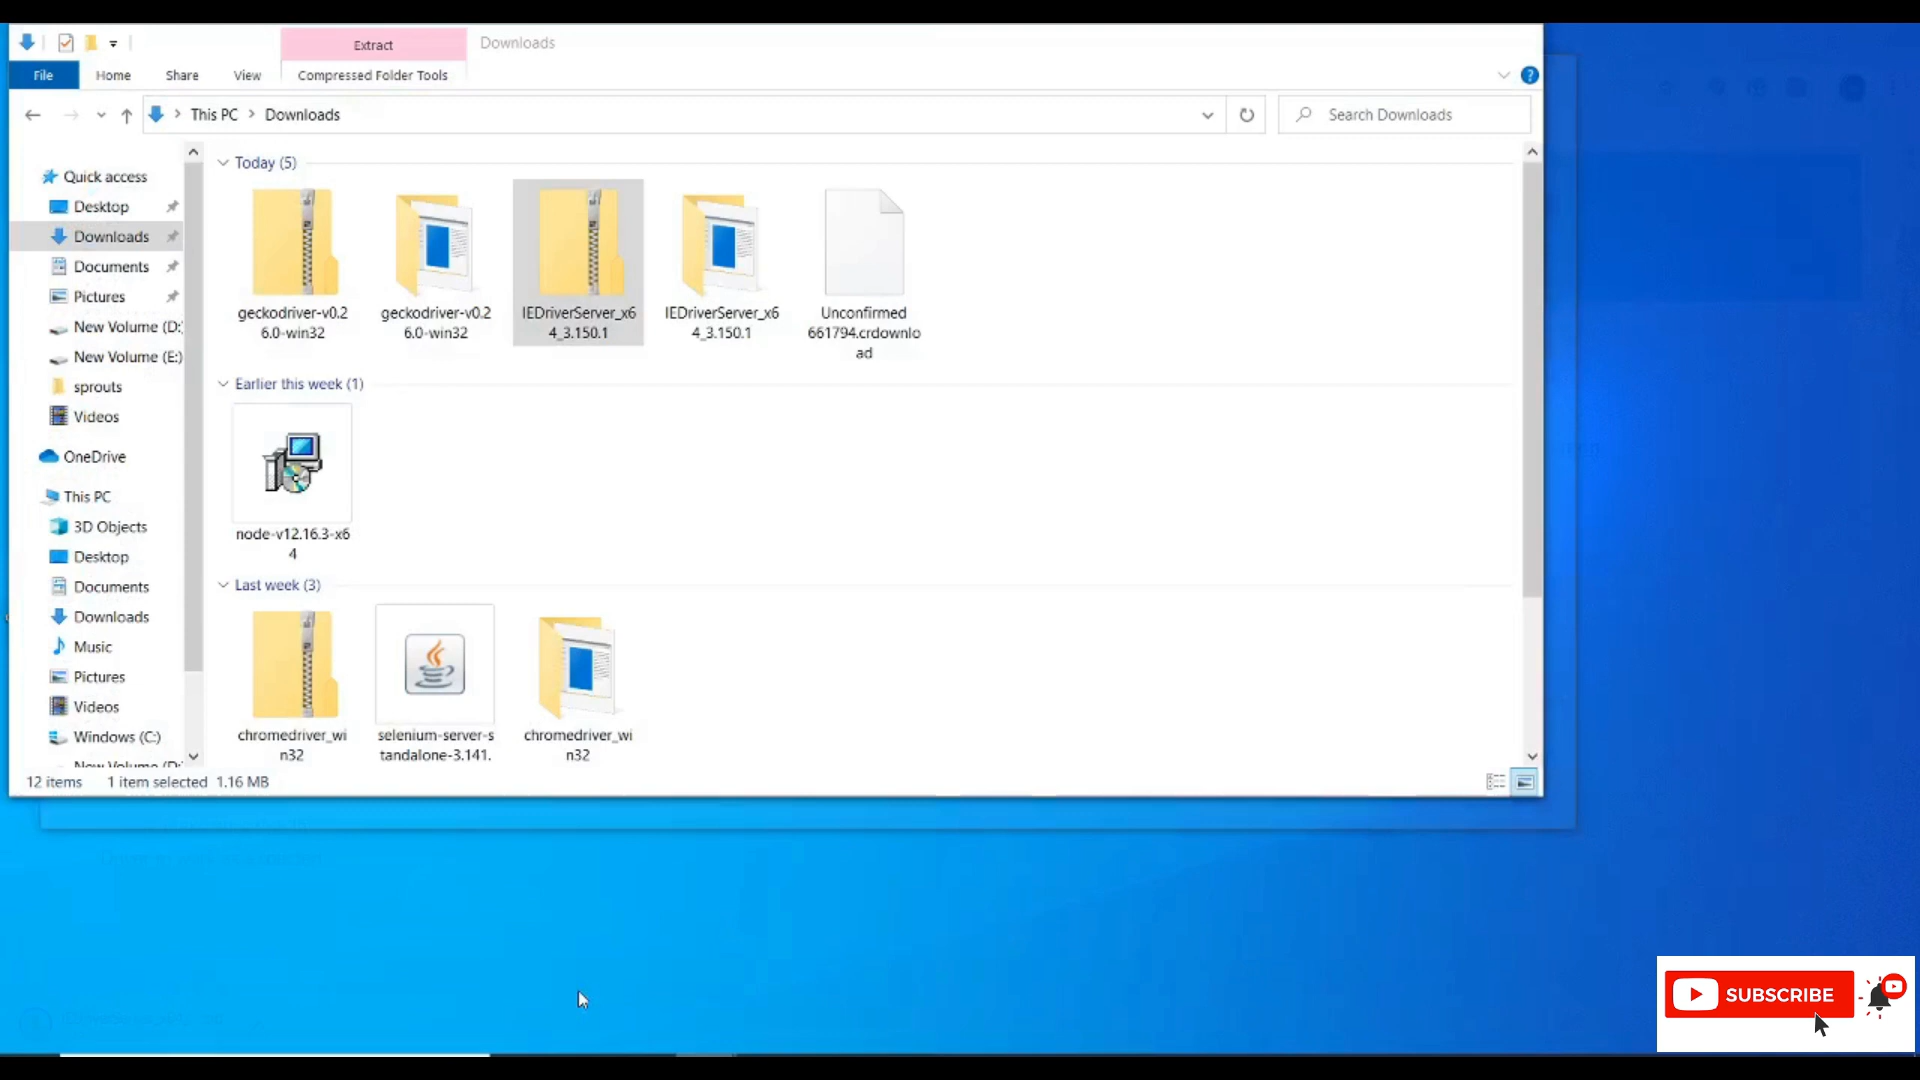 Extract
Downloads
File
Home
Share
View
Compressed Folder Tools
This PC
Downloads
Search Downloads
Quick access
Desktop
Downloads
Documents
Pictures
New Volume (D:
New Volume (E:)
sprouts
Videos
OneDrive
This PC
3D Objects
Desktop
Documents
Downloads
Music
Pictures
Videos
Windows (C:)
New Volume (D:
Today (5)
geckodriver-v0.2
6.0-win32
geckodriver-v0.2
6.0-win32
IEDriverServer_x6
4_3.150.1
IEDriverServer_x6
4_3.150.1
Unconfirmed
661794.crdownlo
ad
Earlier this week (1)
node-v12.16.3-x6
4
Last week (3)
chromedriver_wi
n32
selenium-server-s
tandalone-3.141.
chromedriver_wi
n32
12 items
1 item selected 1.16 MB
SUBSCRIBE